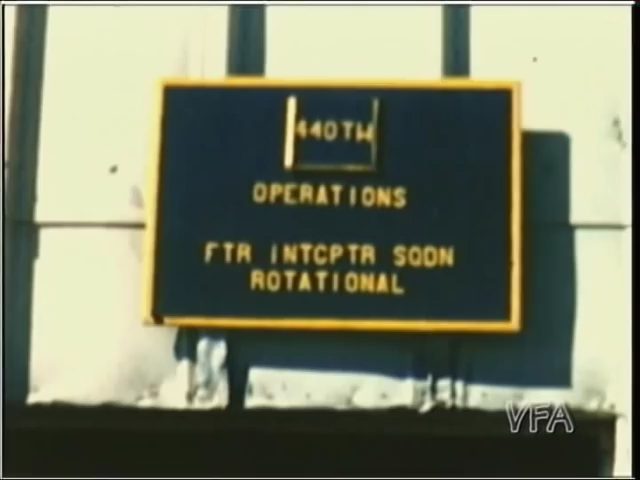 440TH
OPERATIONS
FTR INTCPTR SQDN
ROTATIONAL
VFA